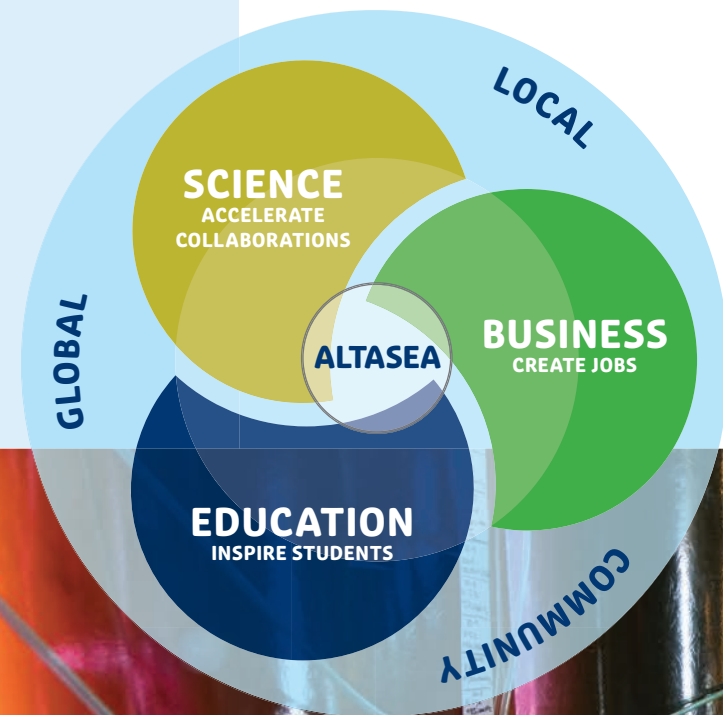 LOCAL
SCIENCE
ACCELERATE
COLLABORATIONS
GLOBAL
BUSINESS
CREATE JOBS
ALTASEA
EDUCATION
INSPIRE STUDENTS
COMMUNITY